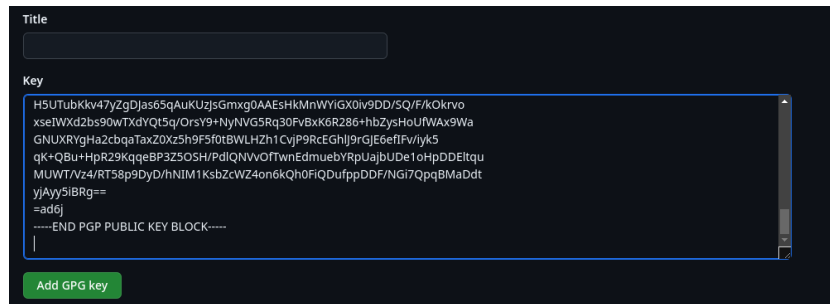 Title
Key
H5UTubKkv47yZgDJas65qAuKUzJsGmxg0AAEsHkMnWYiGX0iv9DD/SQ/F/kOkrvo
xseIWXd2bs90wTXdYQt5q/OrsY9+NyNVG5Rq30FvBxK6R286+hbZysHoUfWAx9Wa
GNUXRYgHa2cbqaTaxZ0Xz5h9F5f0tBWLHZh1CvjP9RcEGhlJ9rGJE6efIFv/iyk5
qK+QBu+HpR29KqqeBP3Z5OSH/PdlQNVvOfTwnEdmuebYRpUajbUDe1oHpDDEltqu
MUWT/Vz4/RT58p9DyD/hNIM1KsbZcWZ4on6kQh0FiQDufppDDF/NGi7QpqBMaDdt
yjAyy5iBRg==
=ad6j
-----END PGP PUBLIC KEY BLOCK-----
Add GPG key